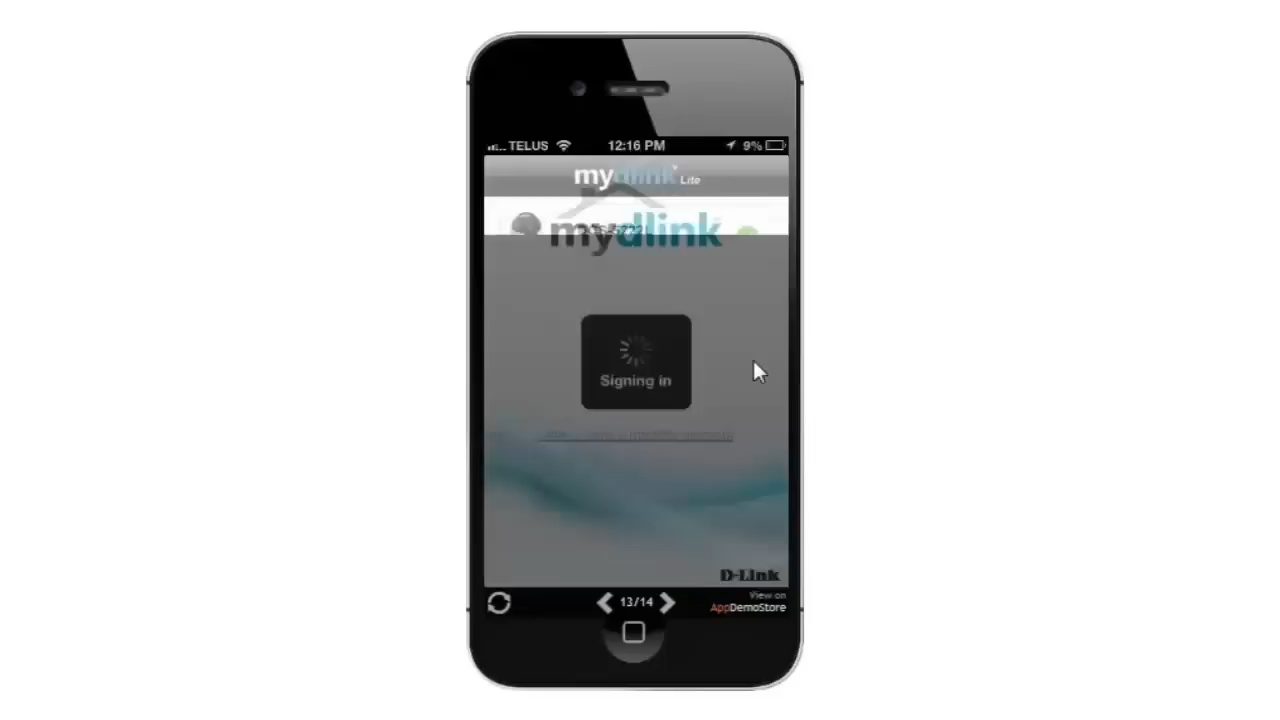 TELUS 12:16 PM 9%
mydlink Lite
mydlink
Signing in
D-Link
13/14
View on
AppDemoStore